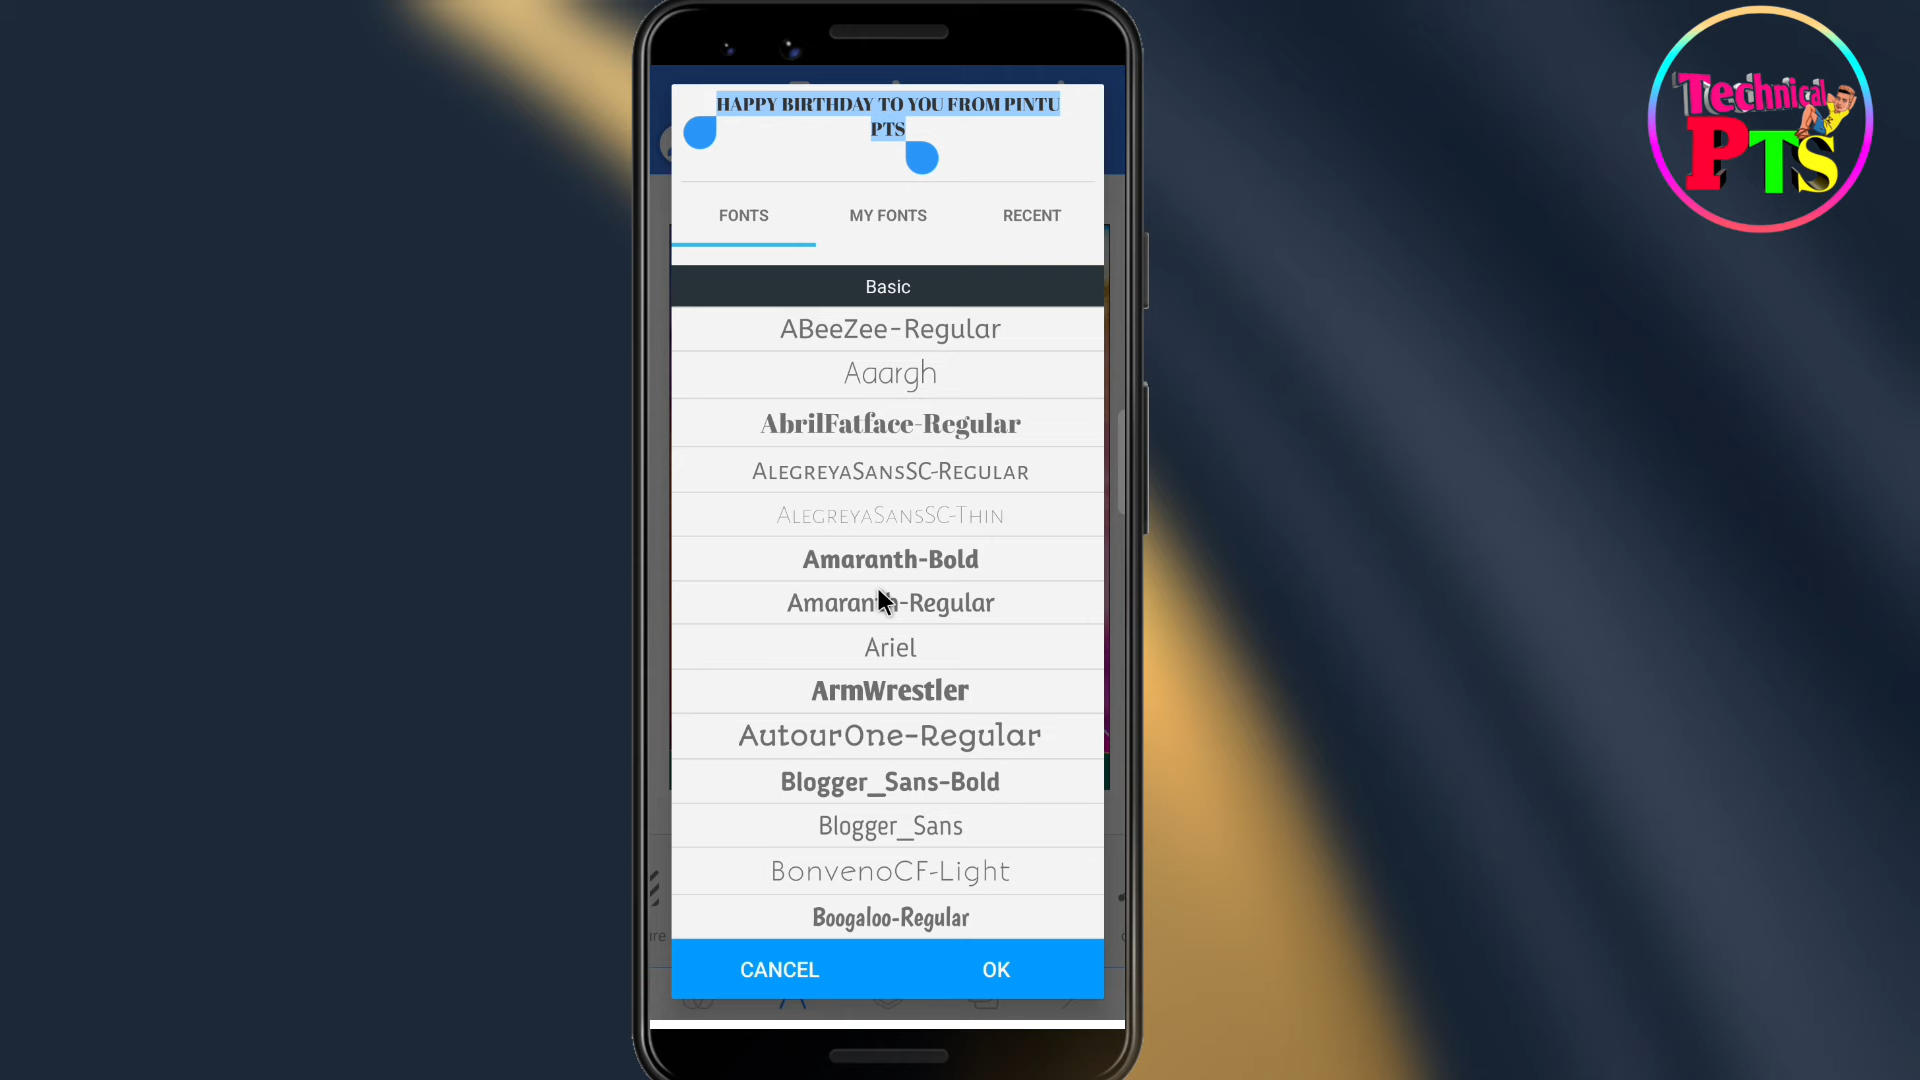 HAPPY BIRTHDAY TO YOU FROM PINTU
PTS
FONTS
MY FONTS
RECENT
Basic
ABeeZee-Regular
Aaargh
AbrilFatface-Regular
AlegreyaSansSC-Regular
AlegreyaSansSC-Thin
Amaranth-Bold
Amaranth-Regular
Ariel
ArmWrestler
AutourOne-Regular
Blogger_Sans-Bold
Blogger_Sans
BonvenoCF-Light
Boogaloo-Regular
CANCEL
OK
Technical
PTS